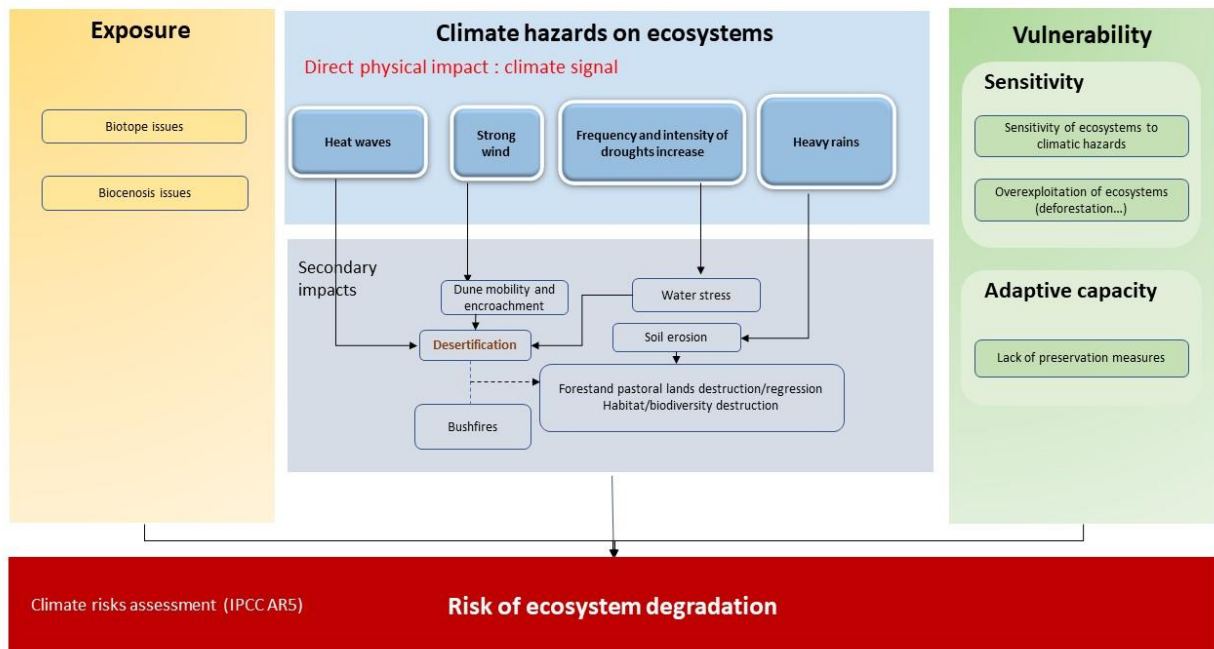 Exposure
Biotope issues
Biocenosis issues
Climate hazards on ecosystems
Direct physical impact : climate signal
Heat waves
Strong
wind
Frequency and intensity of
droughts increase
Heavy rains
Secondary
impacts
Dune mobility and
encroachment
Water stress
Desertification
Soil erosion
Forestand pastoral lands destruction/regression
Habitat/biodiversity destruction
Bushfires
Vulnerability
Sensitivity
Sensitivity of ecosystems to
climatic hazards
Overexploitation of ecosystems
(deforestation...)
Adaptive capacity
Lack of preservation measures
Climate risks assessment (IPCC AR5)
Risk of ecosystem degradation